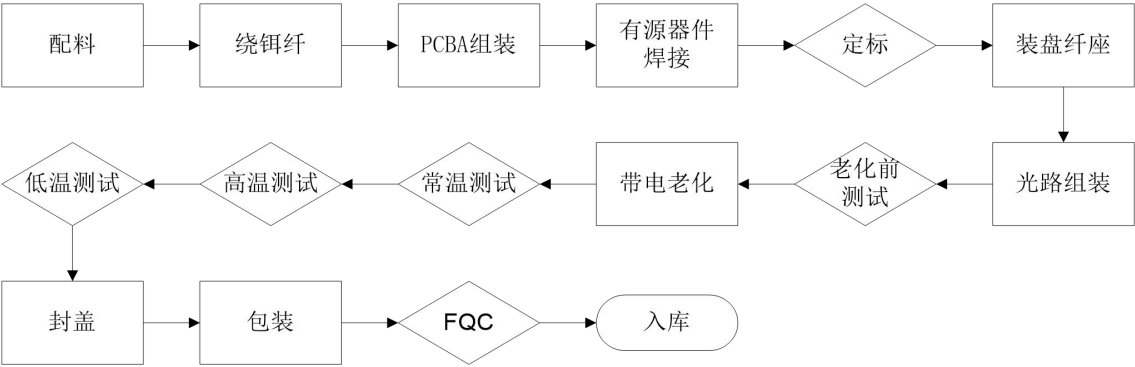 配料
绕铒纤
PCBA组装
有源器件
焊接
定标
装盘纤座
光路组装
老化前
测试
带电老化
常温测试
高温测试
低温测试
封盖
包装
FQC
入库